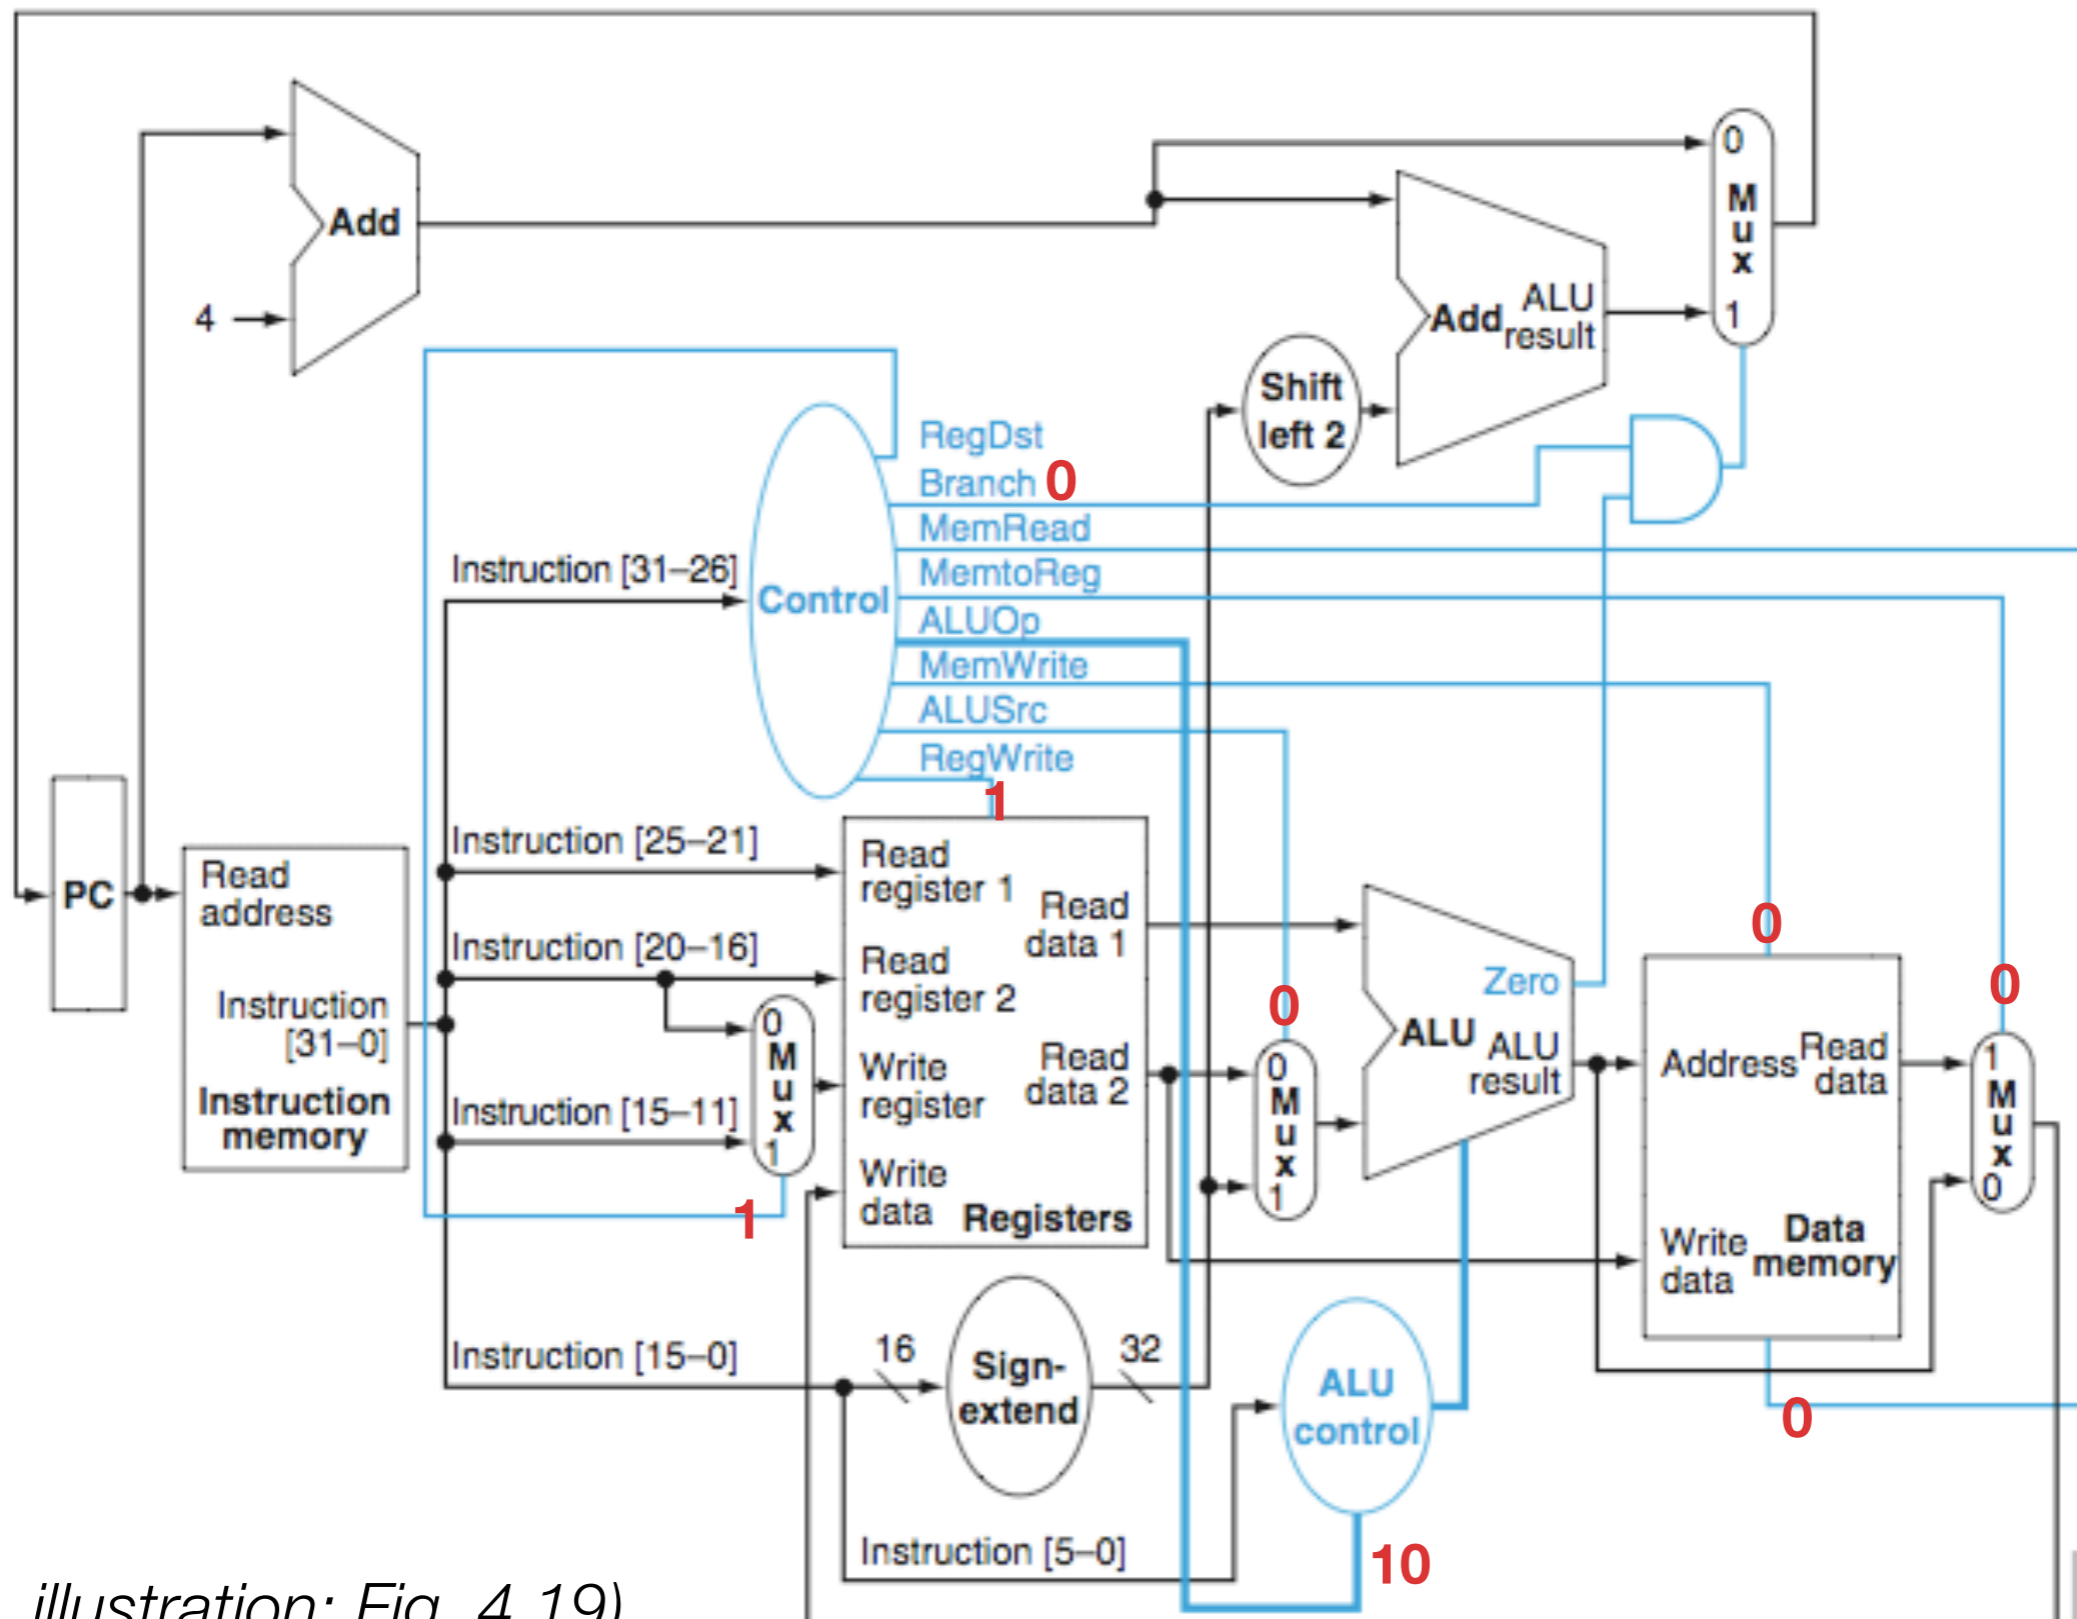 0
M
u
x
1
Add
4
Add
ALU
result
Shift
left 2
RegDst
Branch 0
MemRead
MemtoReg
ALUOp
MemWrite
ALUSrc
RegWrite
1
Control
Instruction [31–26]
Instruction [25–21]
Instruction [20–16]
Instruction [15–11]
Instruction [15–0]
Instruction [5–0]
PC
Read
address
Instruction
[31–0]
Instruction
memory
0
M
u
x
1
1
Read
register 1
Read
register 2
Write
register
Write
data
Read
data 1
Read
data 2
Registers
16
Sign-
extend
32
0
0
M
u
x
1
Zero
ALU
ALU
result
ALU
control
10
0
Address
Read
data
Write
data
Data
memory
0
0
1
M
u
x
0
illustration: Fig. 4.19)